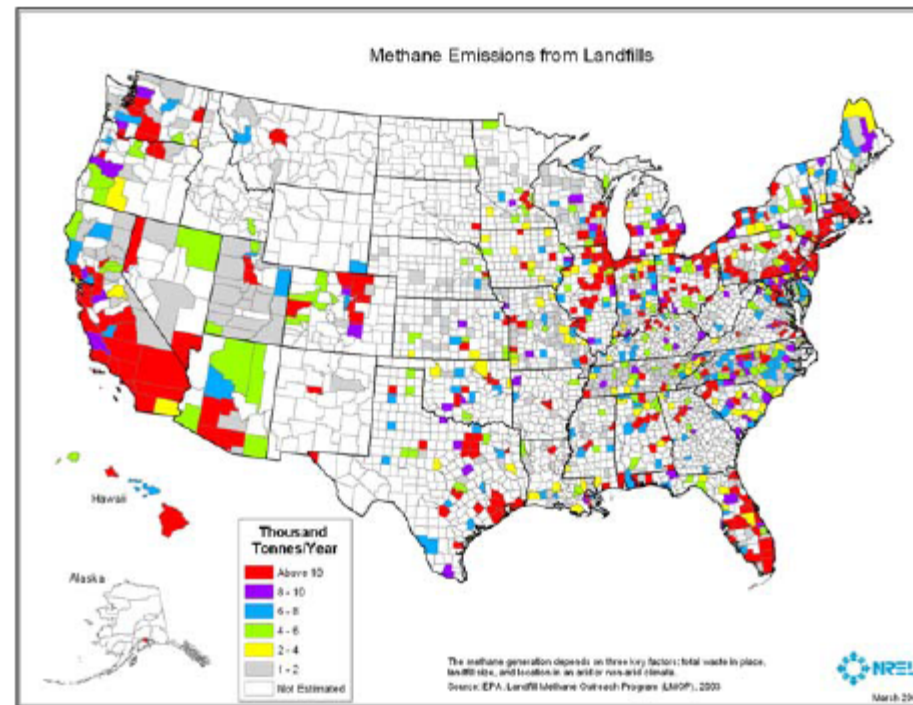 Methane Emissions from Landfills
Hawaii
Alaska
Thousand
Tonnes/Year
Above 10
8 - 10
6 - 8
4 - 6
2 - 4
1 - 2
Not Estimated
The methane generation depends on three key factors: total waste in place,
landfill size, and location in an arid or non-arid climate.
Source: EPA, Landfill Methane Outreach Program (LMOP), 2003
NREL
March